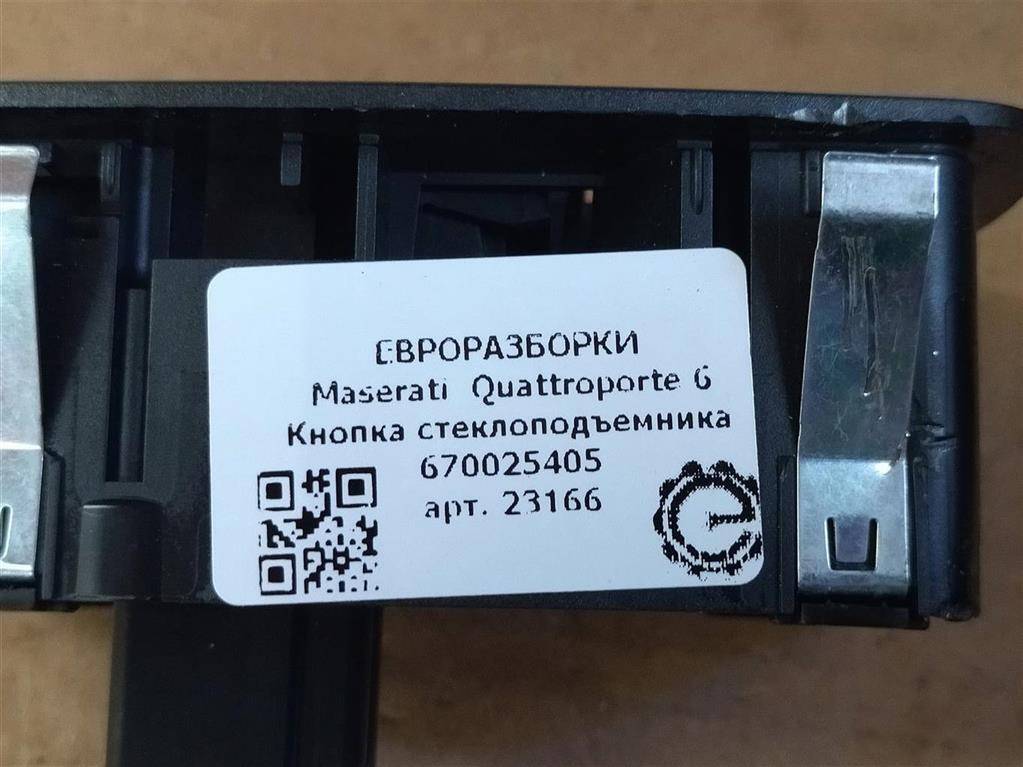 ЕВРОРАЗБОРКИ
Maserati Quattroporte 6
Кнопка стеклоподъемника
670025405
арт. 23166